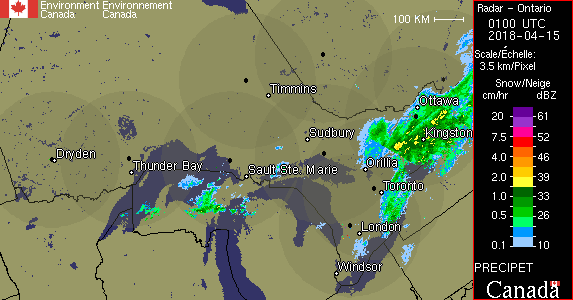 Environment Environnement
Canada Canada
100 KM
Radar - Ontario
0100 UTC
2018-04-15
Scale/Échelle:
3.5 km/Pixel
Snow/Neige
cm/hr dBZ
20 61
7.5 52
4.0 46
2.0 39
1.0 33
0.5 26
0.1 10
PRECIPET
Canada
Timmins
Ottawa
Sudbury
Kingston
Dryden
Thunder Bay
Sault Ste. Marie
Orillia
Toronto
London
Windsor